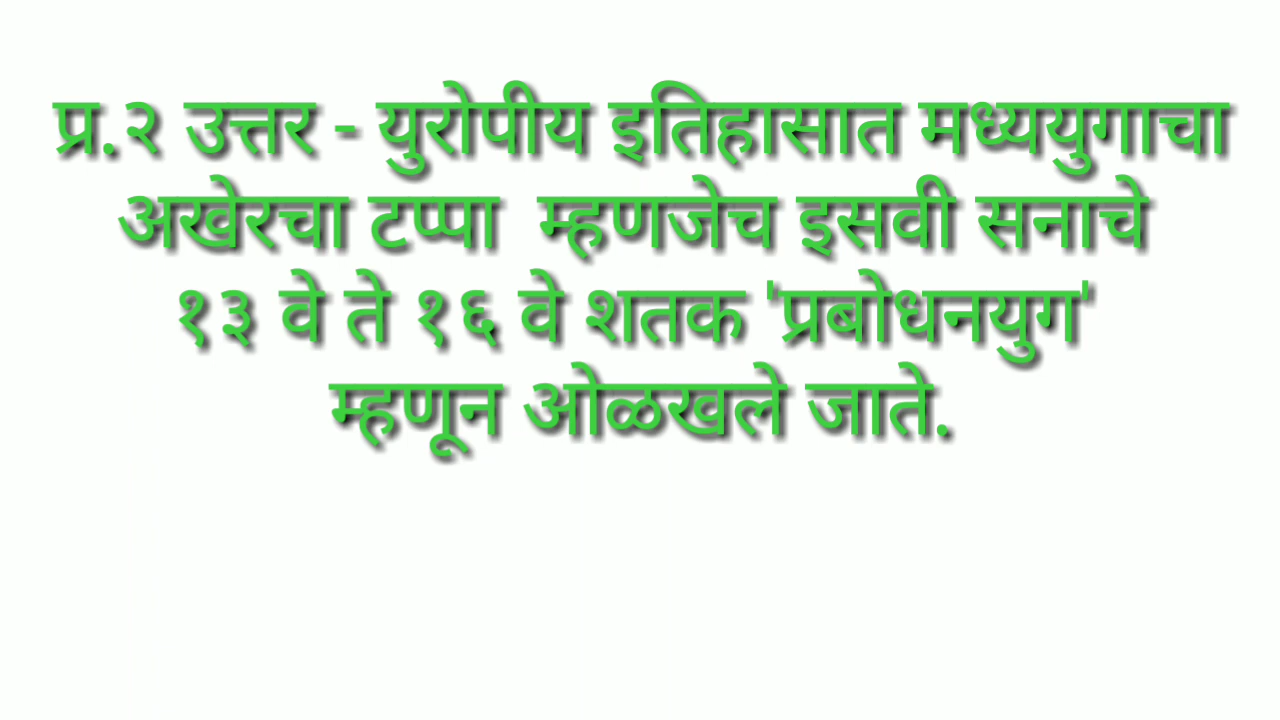 प्र.२ उत्तर - युरोपीय इतिहासात मध्ययुगाचा
अखेरचा टप्पा  म्हणजेच इसवी सनाचे
१३ वे ते १६ वे शतक 'प्रबोधनयुग'
म्हणून ओळखले जाते.